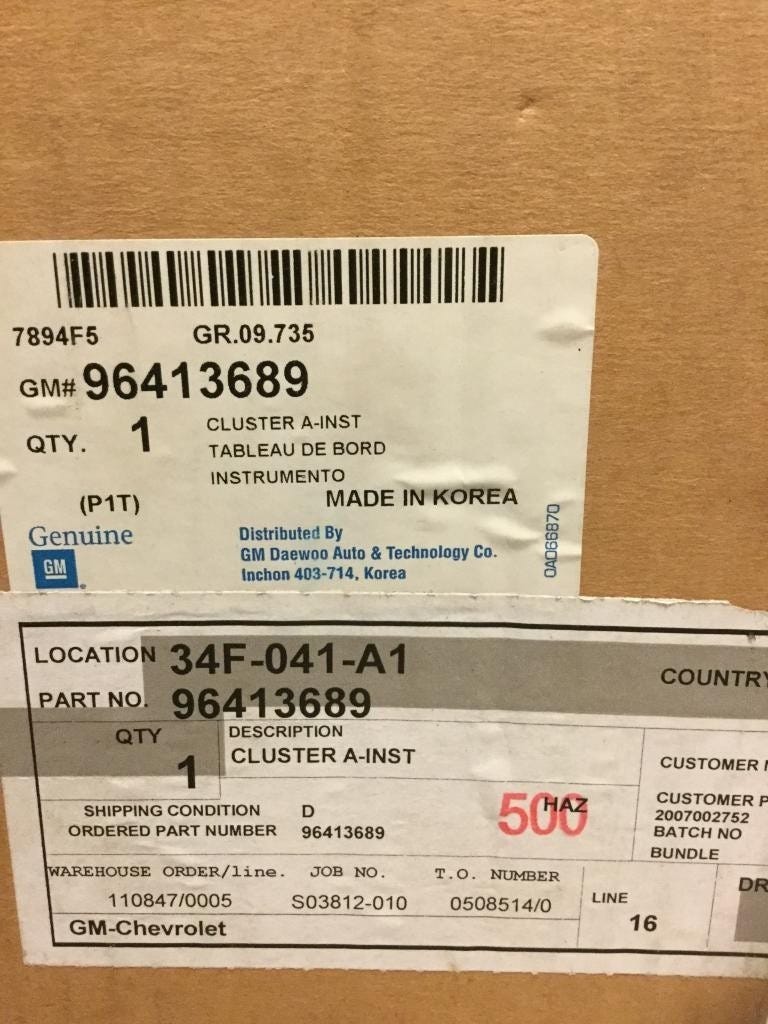 7894F5 GR.09.735
GM# 96413689
QTY. 1 CLUSTER A-INST
TABLEAU DE BORD
INSTRUMENTO
(P1T) MADE IN KOREA
Genuine
GM
Distributed By
GM Daewoo Auto & Technology Co.
Inchon 403-714, Korea
0AD66870
LOCATION 34F-041-A1
COUNTRY
PART NO. 96413689
QTY 1
DESCRIPTION
CLUSTER A-INST
SHIPPING CONDITION D
ORDERED PART NUMBER 96413689
500 HAZ
CUSTOMER
CUSTOMER P
2007002752
BATCH NO
BUNDLE
WAREHOUSE ORDER/line. JOB NO. T.O. NUMBER
110847/0005 S03812-010 0508514/0
LINE
16
DR
GM-Chevrolet